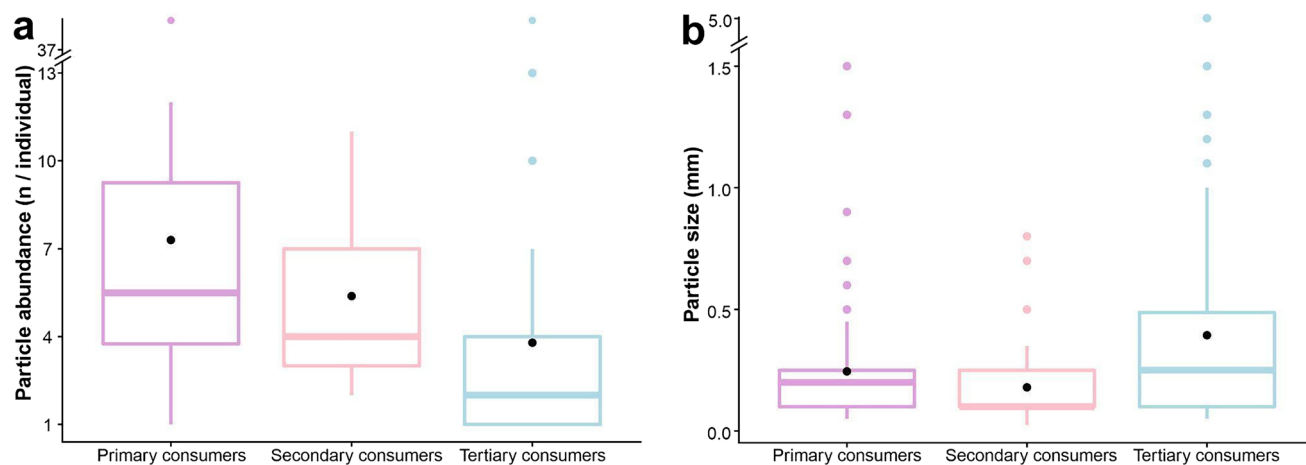 a
Particle abundance (n / individual)
37
13
10
7
4
1
Primary consumers
Secondary consumers
Tertiary consumers
b
Particle size (mm)
5.0
1.5
1.0
0.5
0.0
Primary consumers
Secondary consumers
Tertiary consumers